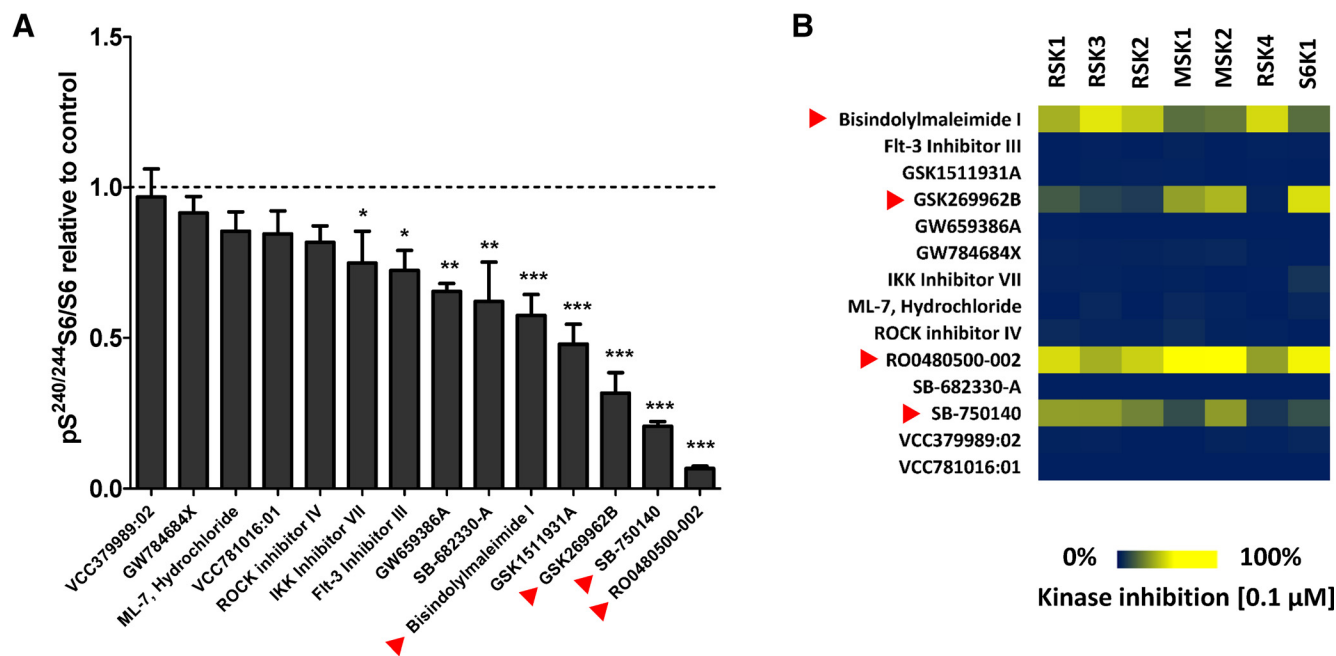 A
pS240/244S6/S6 relative to control
1.5
1.0
0.5
0.0
*
*
**
**
***
***
***
***
***
VCC379989:02
GW784684X
ML-7, Hydrochloride
VCC781016:01
ROCK inhibitor IV
IKK Inhibitor VII
Flt-3 Inhibitor III
GW659386A
SB-682330-A
Bisindolylmaleimide I
GSK1511931A
GSK269962B
SB-750140
RO0480500-002
B
RSK1
RSK3
RSK2
MSK1
MSK2
RSK4
S6K1
Bisindolylmaleimide I
Flt-3 Inhibitor III
GSK1511931A
GSK269962B
GW659386A
GW784684X
IKK Inhibitor VII
ML-7, Hydrochloride
ROCK inhibitor IV
RO0480500-002
SB-682330-A
SB-750140
VCC379989:02
VCC781016:01
0% 100%
Kinase inhibition [0.1 µM]